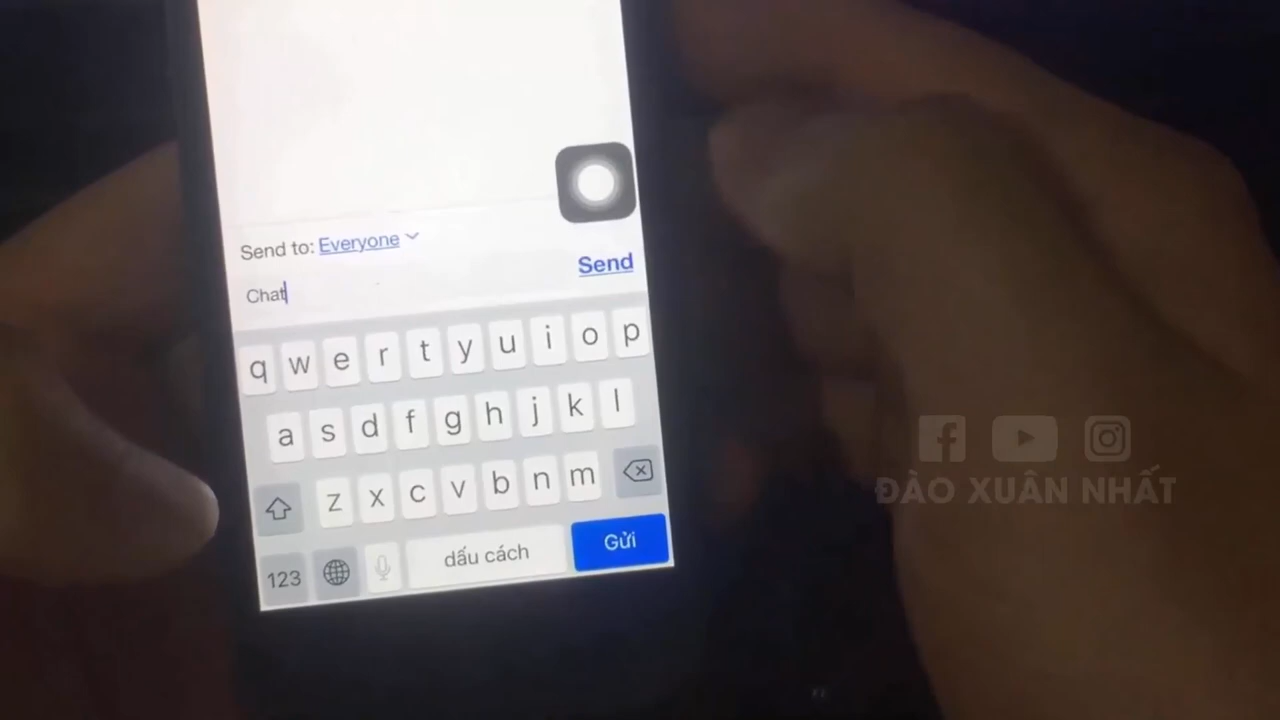 Send to: Everyone
Send
Chat
q w e r t y u i o p
a s d f g h j k l
z x c v b n m
123 dấu cách Gửi
ĐÀO XUÂN NHẤT